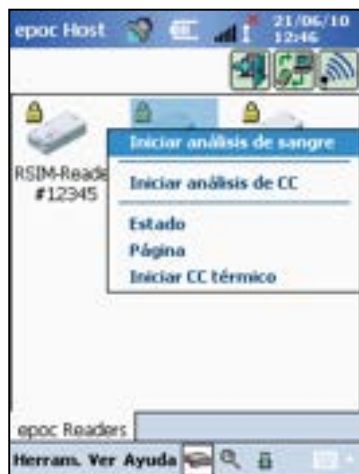 epoc Host
21/06/10
12:46
RSIM-Reade
#12345
Iniciar análisis de sangre
Iniciar análisis de CC
Estado
Página
Iniciar CC térmico
epoc Readers
Herram. Ver Ayuda